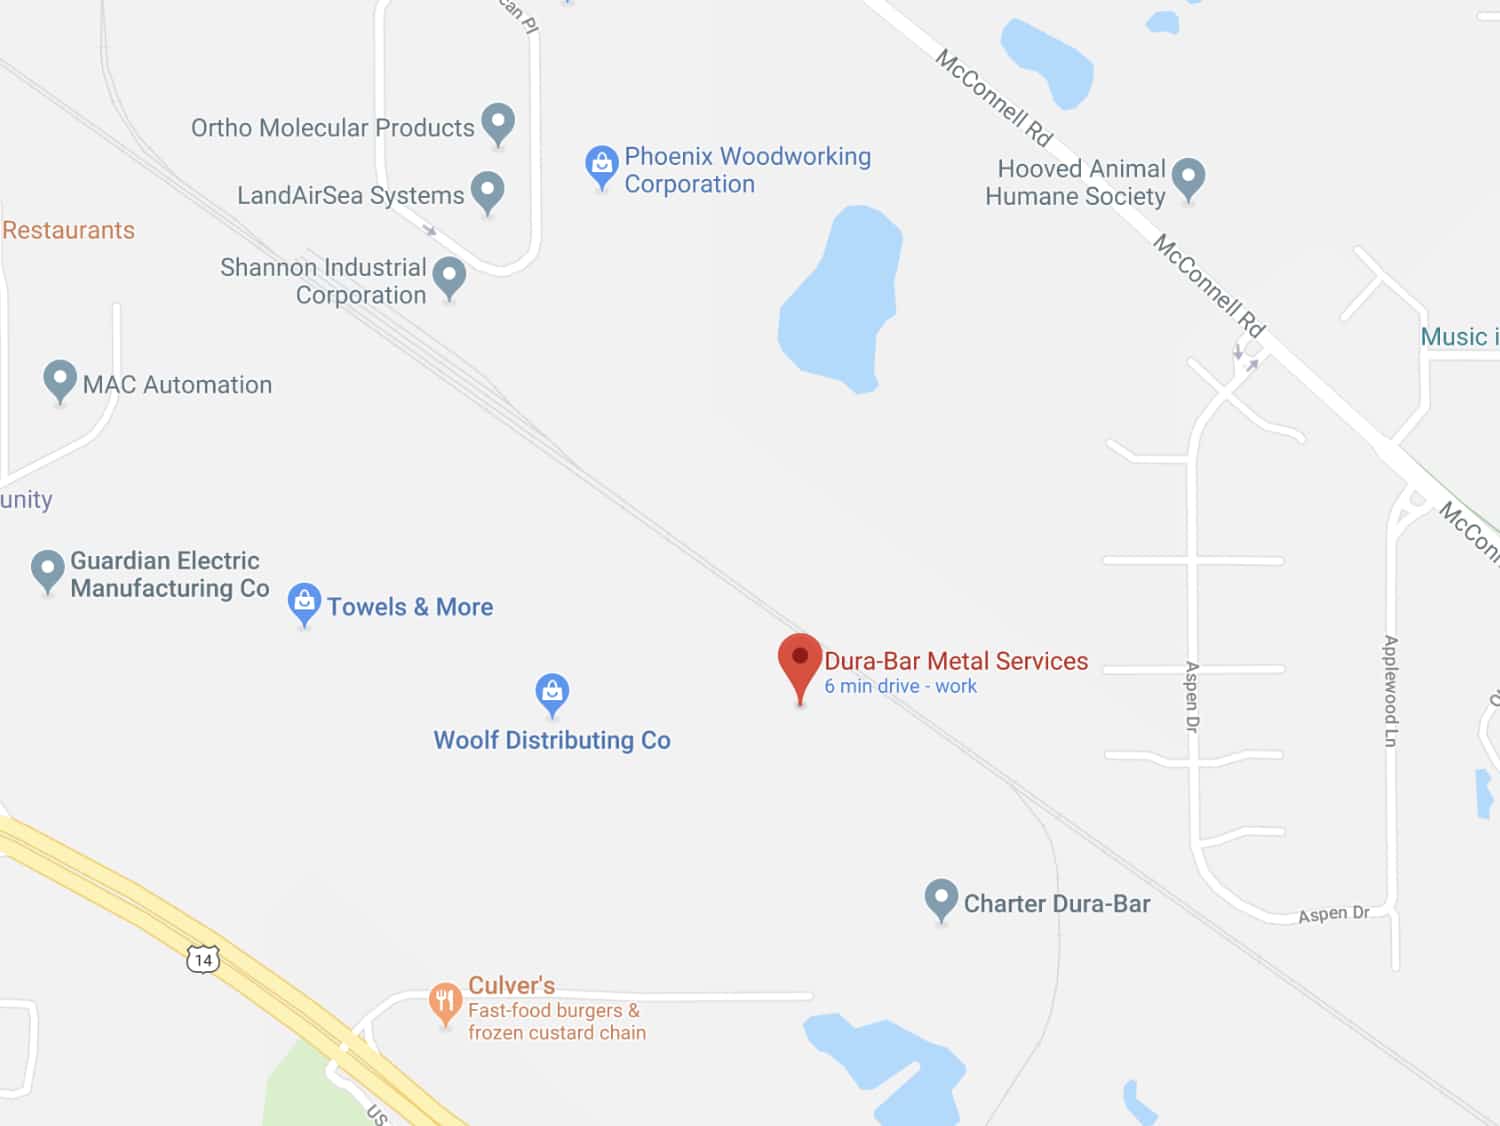 can Pl
McConnell Rd
Ortho Molecular Products
Phoenix Woodworking
Corporation
Hooved Animal
Humane Society
LandAirSea Systems
Restaurants
McConnell Rd
Shannon Industrial
Corporation
Music i
MAC Automation
unity
McConn
Guardian Electric
Manufacturing Co
Towels & More
Dura-Bar Metal Services
6 min drive - work
Aspen Dr
Applewood Ln
Woolf Distributing Co
Charter Dura-Bar
Aspen Dr
14
Culver's
Fast-food burgers &
frozen custard chain
US